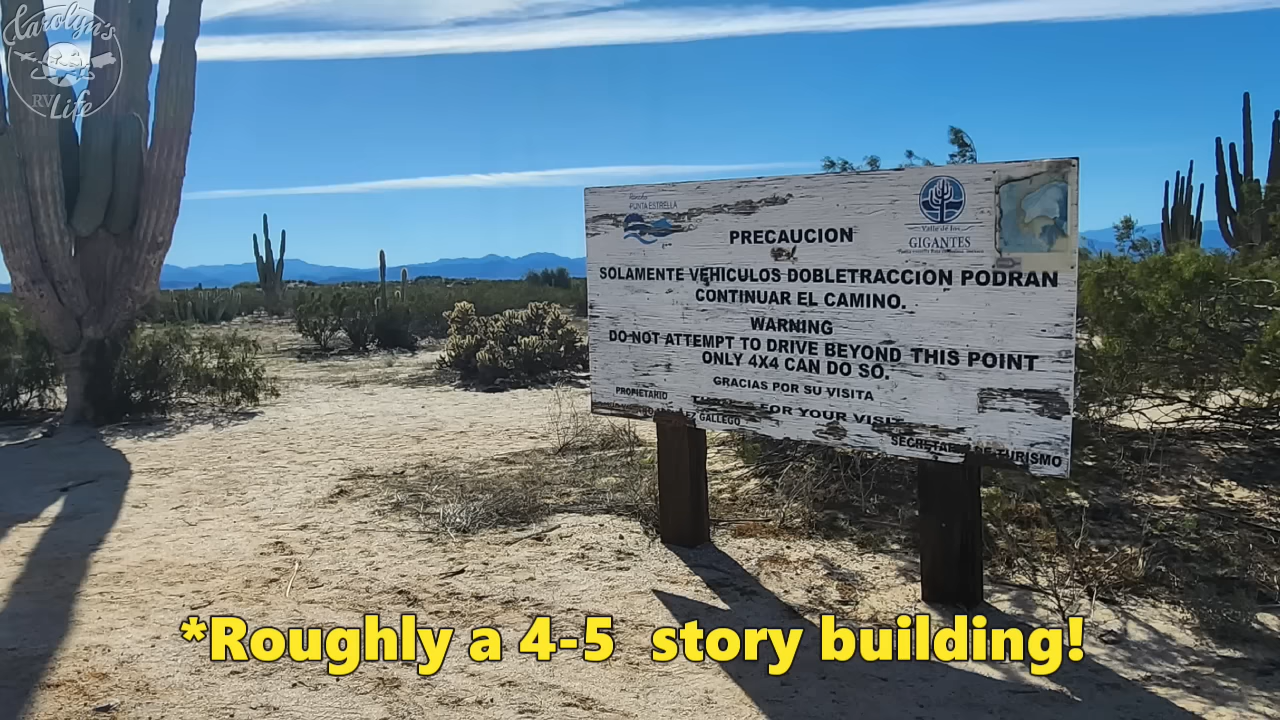 Carolyn's
RV Life
PUNTA ESTRELLA
Valle de los
GIGANTES
PRECAUCION
SOLAMENTE VEHICULOS DOBLETRACCION PODRAN
CONTINUAR EL CAMINO.
WARNING
DO NOT ATTEMPT TO DRIVE BEYOND THIS POINT
ONLY 4X4 CAN DO SO.
GRACIAS POR SU VISITA
FOR YOUR VISIT
PROPIETARIO
GALLEGO
SECRETARIA DE TURISMO
*Roughly a 4-5 story building!